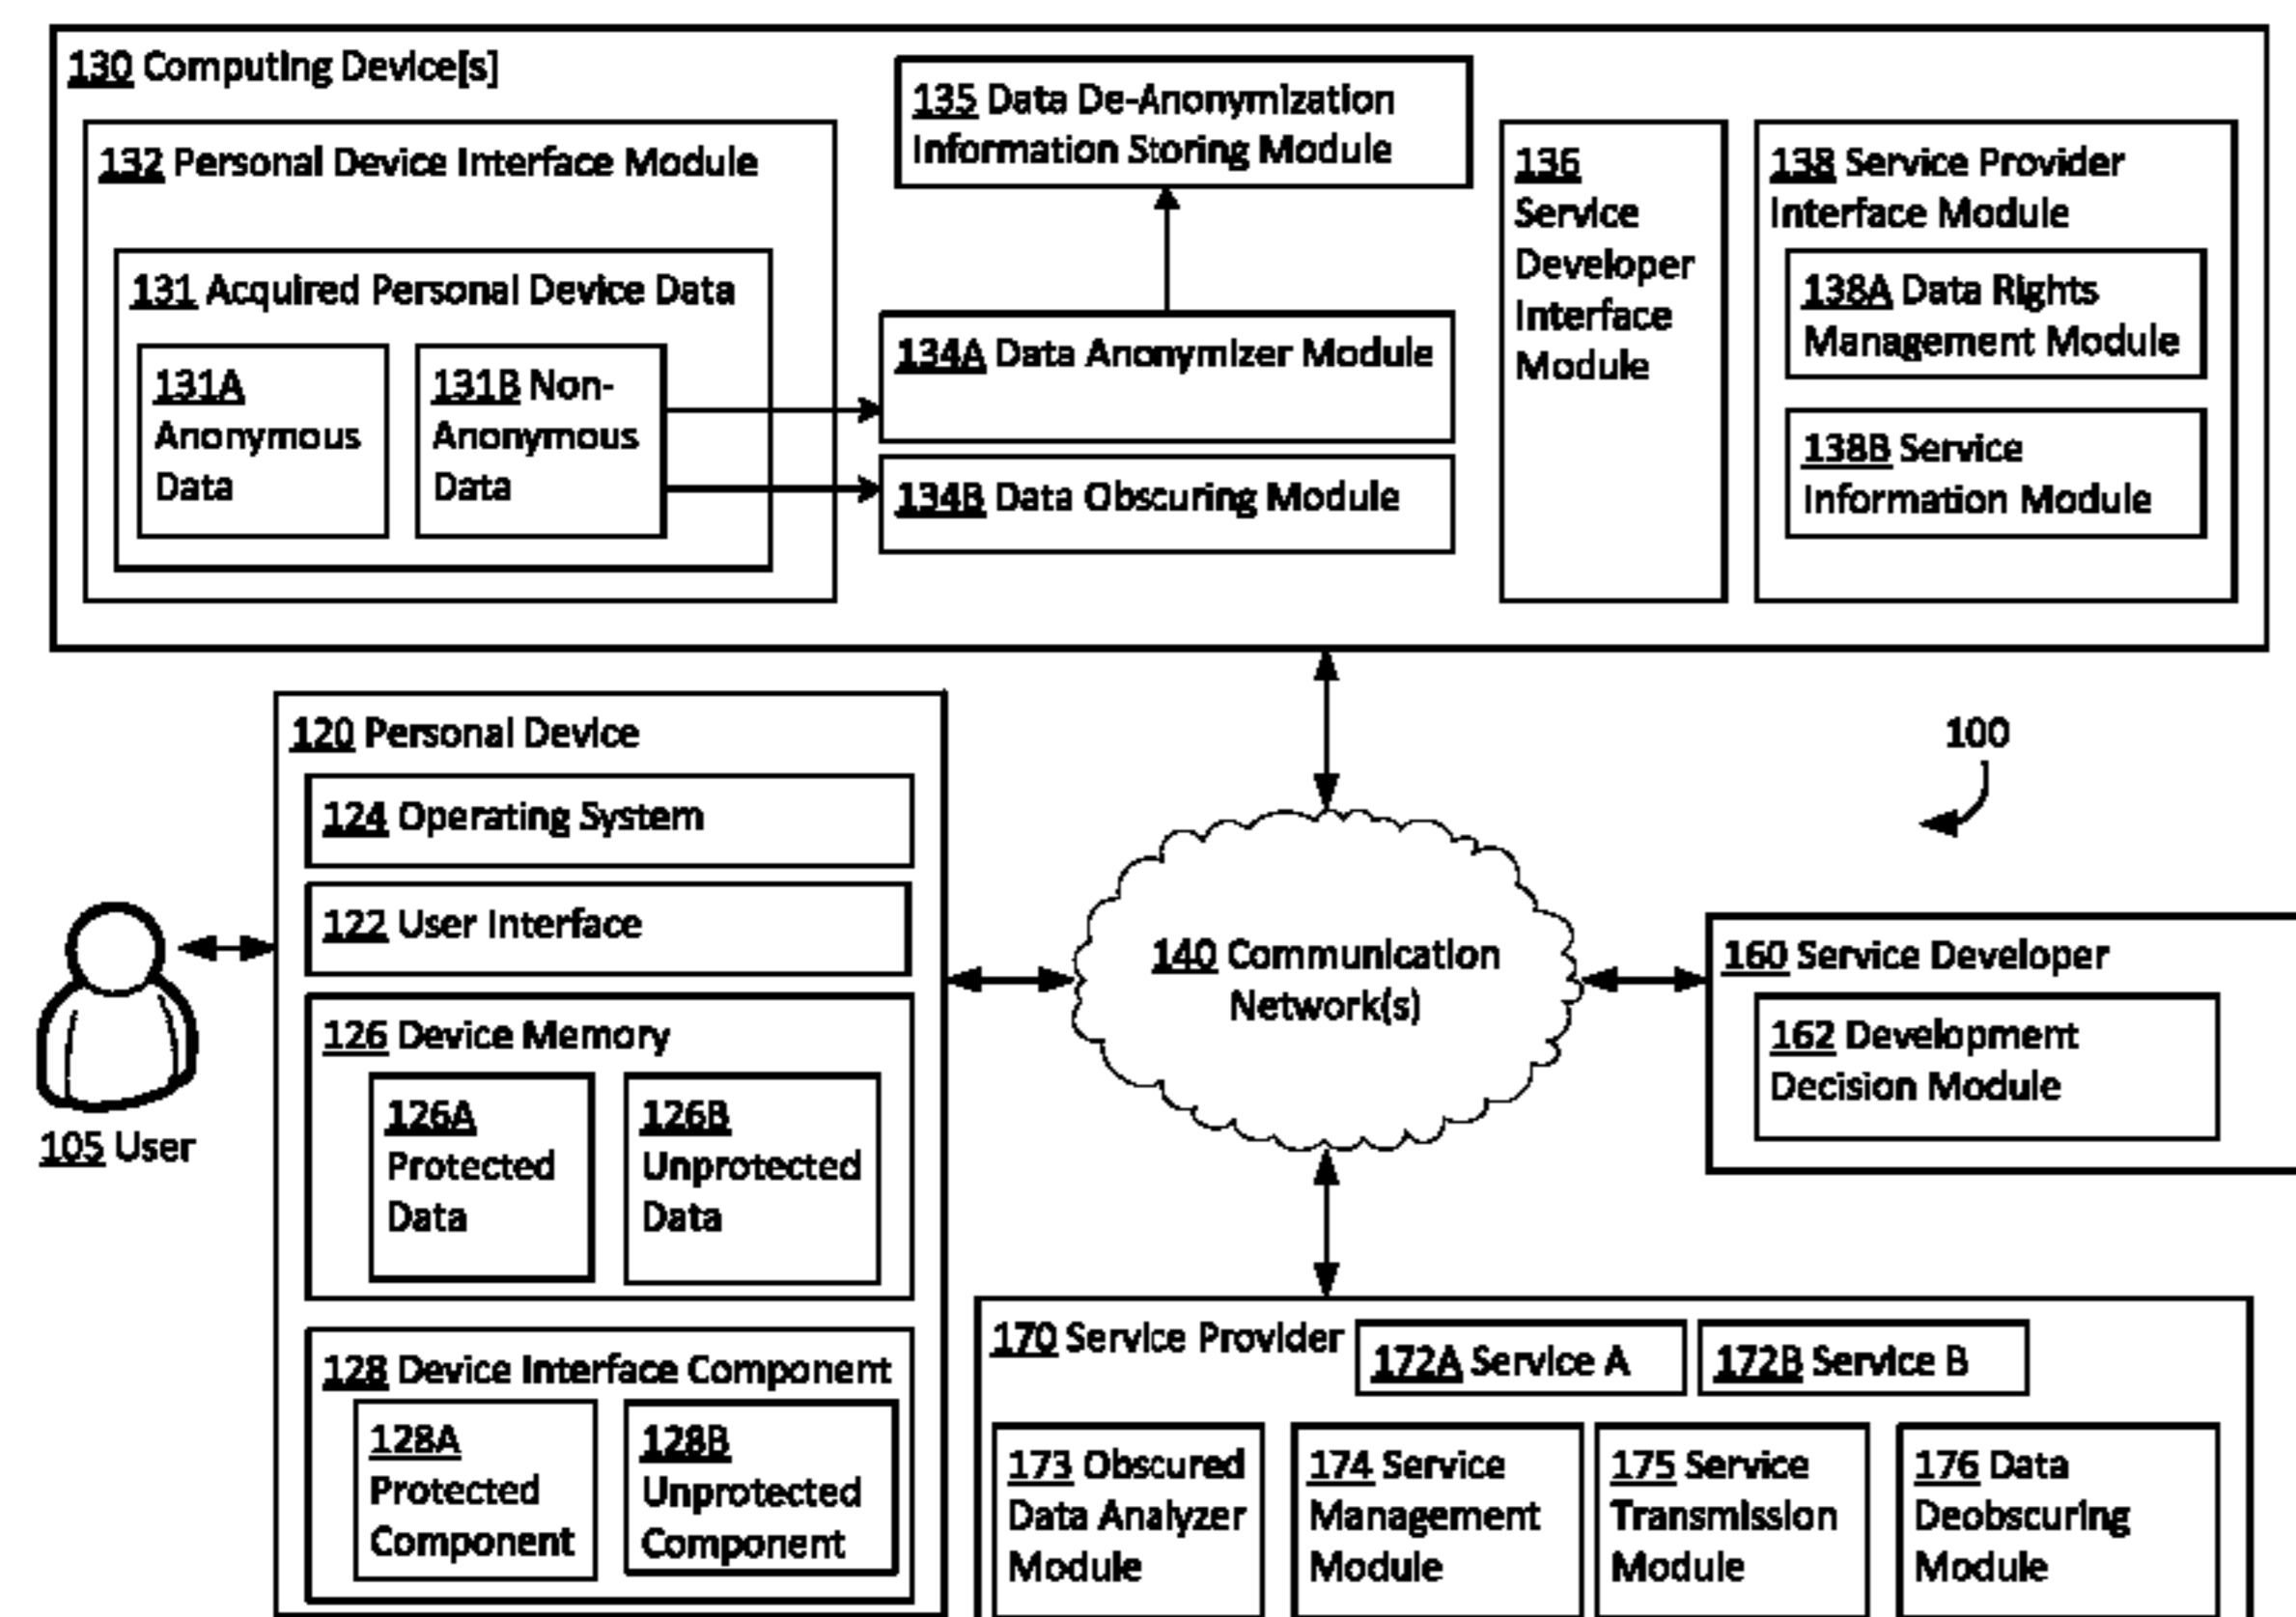 130 Computing Device[s]
132 Personal Device Interface Module
131 Acquired Personal Device Data
131A
Anonymous
Data
131B Non-
Anonymous
Data
135 Data De-Anonymization
Information Storing Module
134A Data Anonymizer Module
134B Data Obscuring Module
136
Service
Developer
Interface
Module
138 Service Provider
Interface Module
138A Data Rights
Management Module
138B Service
Information Module
120 Personal Device
124 Operating System
122 User Interface
126 Device Memory
126A
Protected
Data
126B
Unprotected
Data
128 Device Interface Component
128A
Protected
Component
128B
Unprotected
Component
105 User
140 Communication
Network(s)
100
160 Service Developer
162 Development
Decision Module
170 Service Provider
172A Service A
172B Service B
173 Obscured
Data Analyzer
Module
174 Service
Management
Module
175 Service
Transmission
Module
176 Data
Deobscuring
Module